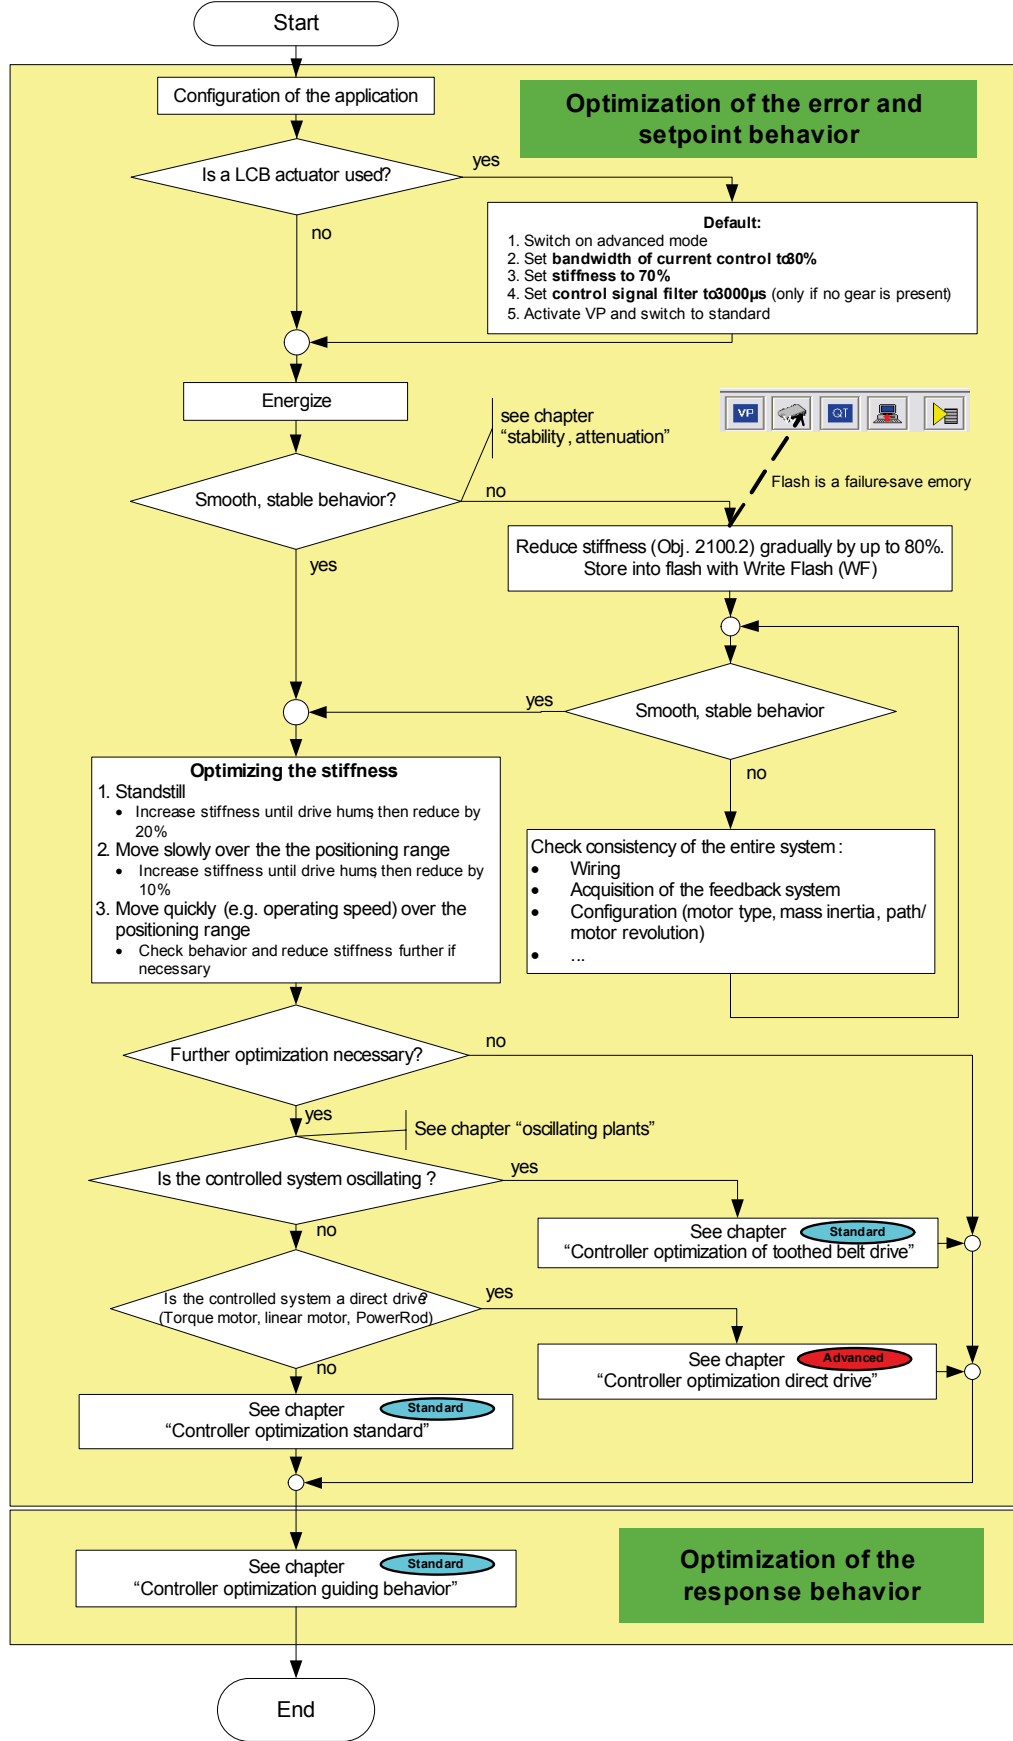 Start
Configuration of the application
Optimization of the error and
setpoint behavior
Is a LCB actuator used?
yes
no
Default:
1. Switch on advanced mode
2. Set bandwidth of current control to80%
3. Set stiffness to 70%
4. Set control signal filter to3000µs (only if no gear is present)
5. Activate VP and switch to standard
Energize
see chapter
“stability, attenuation”
VP
QT
Flash is a failure-save emory
Smooth, stable behavior?
no
yes
Reduce stiffness (Obj. 2100.2) gradually by up to 80%.
Store into flash with Write Flash (WF)
yes
Smooth, stable behavior
no
Optimizing the stiffness
1. Standstill
• Increase stiffness until drive hums, then reduce by
20%
2. Move slowly over the the positioning range
• Increase stiffness until drive hums, then reduce by
10%
3. Move quickly (e.g. operating speed) over the
positioning range
• Check behavior and reduce stiffness further if
necessary
Check consistency of the entire system :
• Wiring
• Acquisition of the feedback system
• Configuration (motor type, mass inertia, path/
motor revolution)
• ...
Further optimization necessary?
no
yes
See chapter “oscillating plants”
Is the controlled system oscillating ?
yes
no
See chapter Standard
“Controller optimization of toothed belt drive”
Is the controlled system a direct drive?
(Torque motor, linear motor, PowerRod)
yes
no
See chapter Advanced
“Controller optimization direct drive”
See chapter Standard
“Controller optimization standard”
See chapter Standard
“Controller optimization guiding behavior”
Optimization of the
response behavior
End